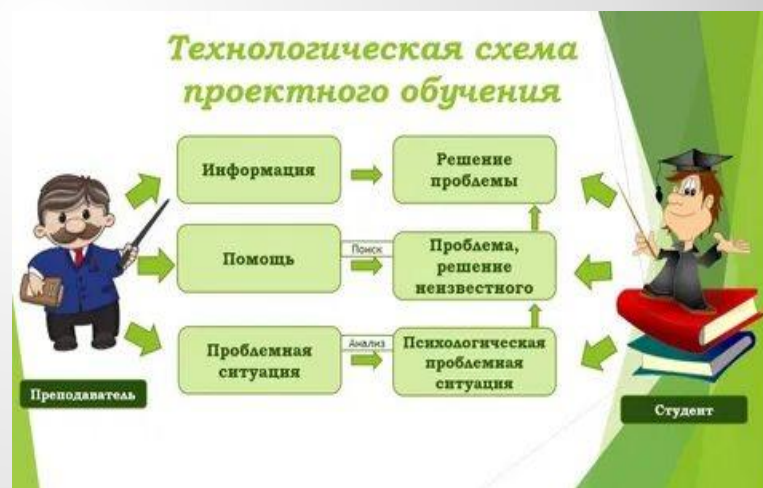 Технологическая схема
проектного обучения
Информация
Решение
проблемы
Помощь
Поиск
Проблема,
решение
неизвестного
Проблемная
ситуация
Анализ
Психологическая
проблемная
ситуация
Преподаватель
Студент